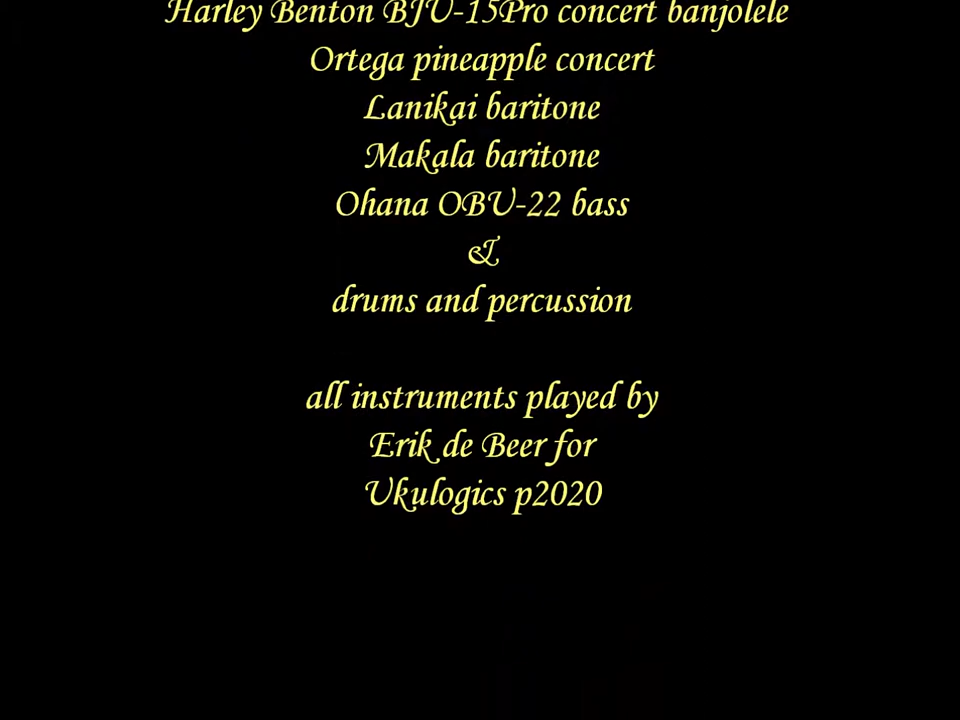 Harley Benton BJU-15Pro concert banjolele
Ortega pineapple concert
Lanikai baritone
Makala baritone
Ohana OBU-22 bass
&
drums and percussion
all instruments played by
Erik de Beer for
Ukulogics p2020